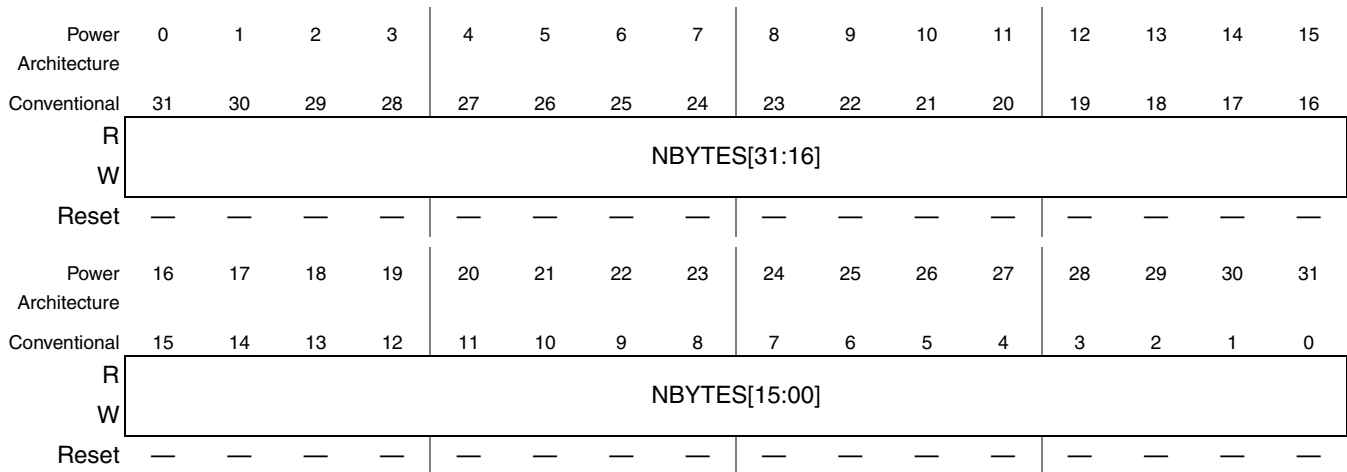 Power Architecture 0 1 2 3 4 5 6 7 8 9 10 11 12 13 14 15
Conventional 31 30 29 28 27 26 25 24 23 22 21 20 19 18 17 16
R
NBYTES[31:16]
W
Reset — — — — — — — — — — — — — — — —
Power Architecture 16 17 18 19 20 21 22 23 24 25 26 27 28 29 30 31
Conventional 15 14 13 12 11 10 9 8 7 6 5 4 3 2 1 0
R
NBYTES[15:00]
W
Reset — — — — — — — — — — — — — — — —